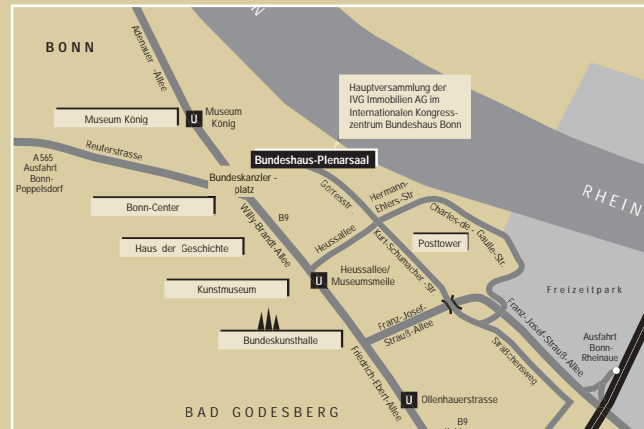 N
BONN
Adenauer -Allee
Hauptversammlung der
IVG Immobilien AG im
Internationalen Kongress-
zentrum Bundeshaus Bonn
Museum König
U
Museum
König
Reuterstrasse
A 565
Ausfahrt
Bonn-
Poppelsdorf
Bundeshaus-Plenarsaal
Bundeskanzler -
platz
Görresstr.
Hermann-
Ehlers-Str.
RHEIN
Bonn-Center
B9
Willy-Brandt-Allee
Charles-de - Gaulle-Str.
Haus der Geschichte
Heussallee
Kurt-Schumacher-Str.
Posttower
Kunstmuseum
U
Heussallee/
Museumsmeile
Freizeitpark
Franz-Josef-
Strauß-Allee
Franz-Josef-Strauß-Allee
Bundeskunsthalle
Ausfahrt
Bonn-
Rheinaue
Friedrich-Ebert-Allee
Sträßchensweg
U
Ollenhauerstrasse
BAD GODESBERG
B9